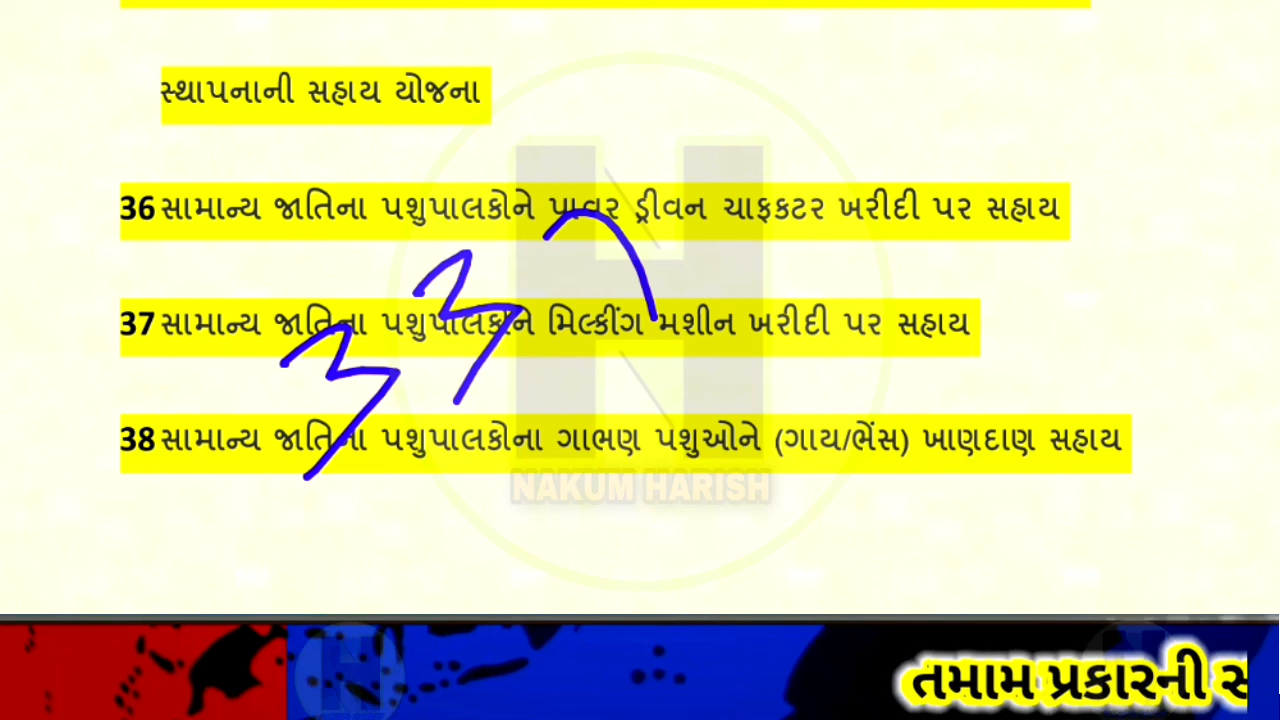 સ્થાપનાની સહાય યોજના
36 સામાન્ય જાતિના પશુપાલકોને પાવર ડ્રીવન ચાફકટર ખરીદી પર સહાય
37 સામાન્ય જાતિના પશુપાલકોને મિલ્કીંગ મશીન ખરીદી પર સહાય
38 સામાન્ય જાતિના પશુપાલકોના ગાભણ પશુઓને (ગાય/ભેંસ) ખાણદાણ સહાય
NAKUM HARISH
તમામ પ્રકારની સ